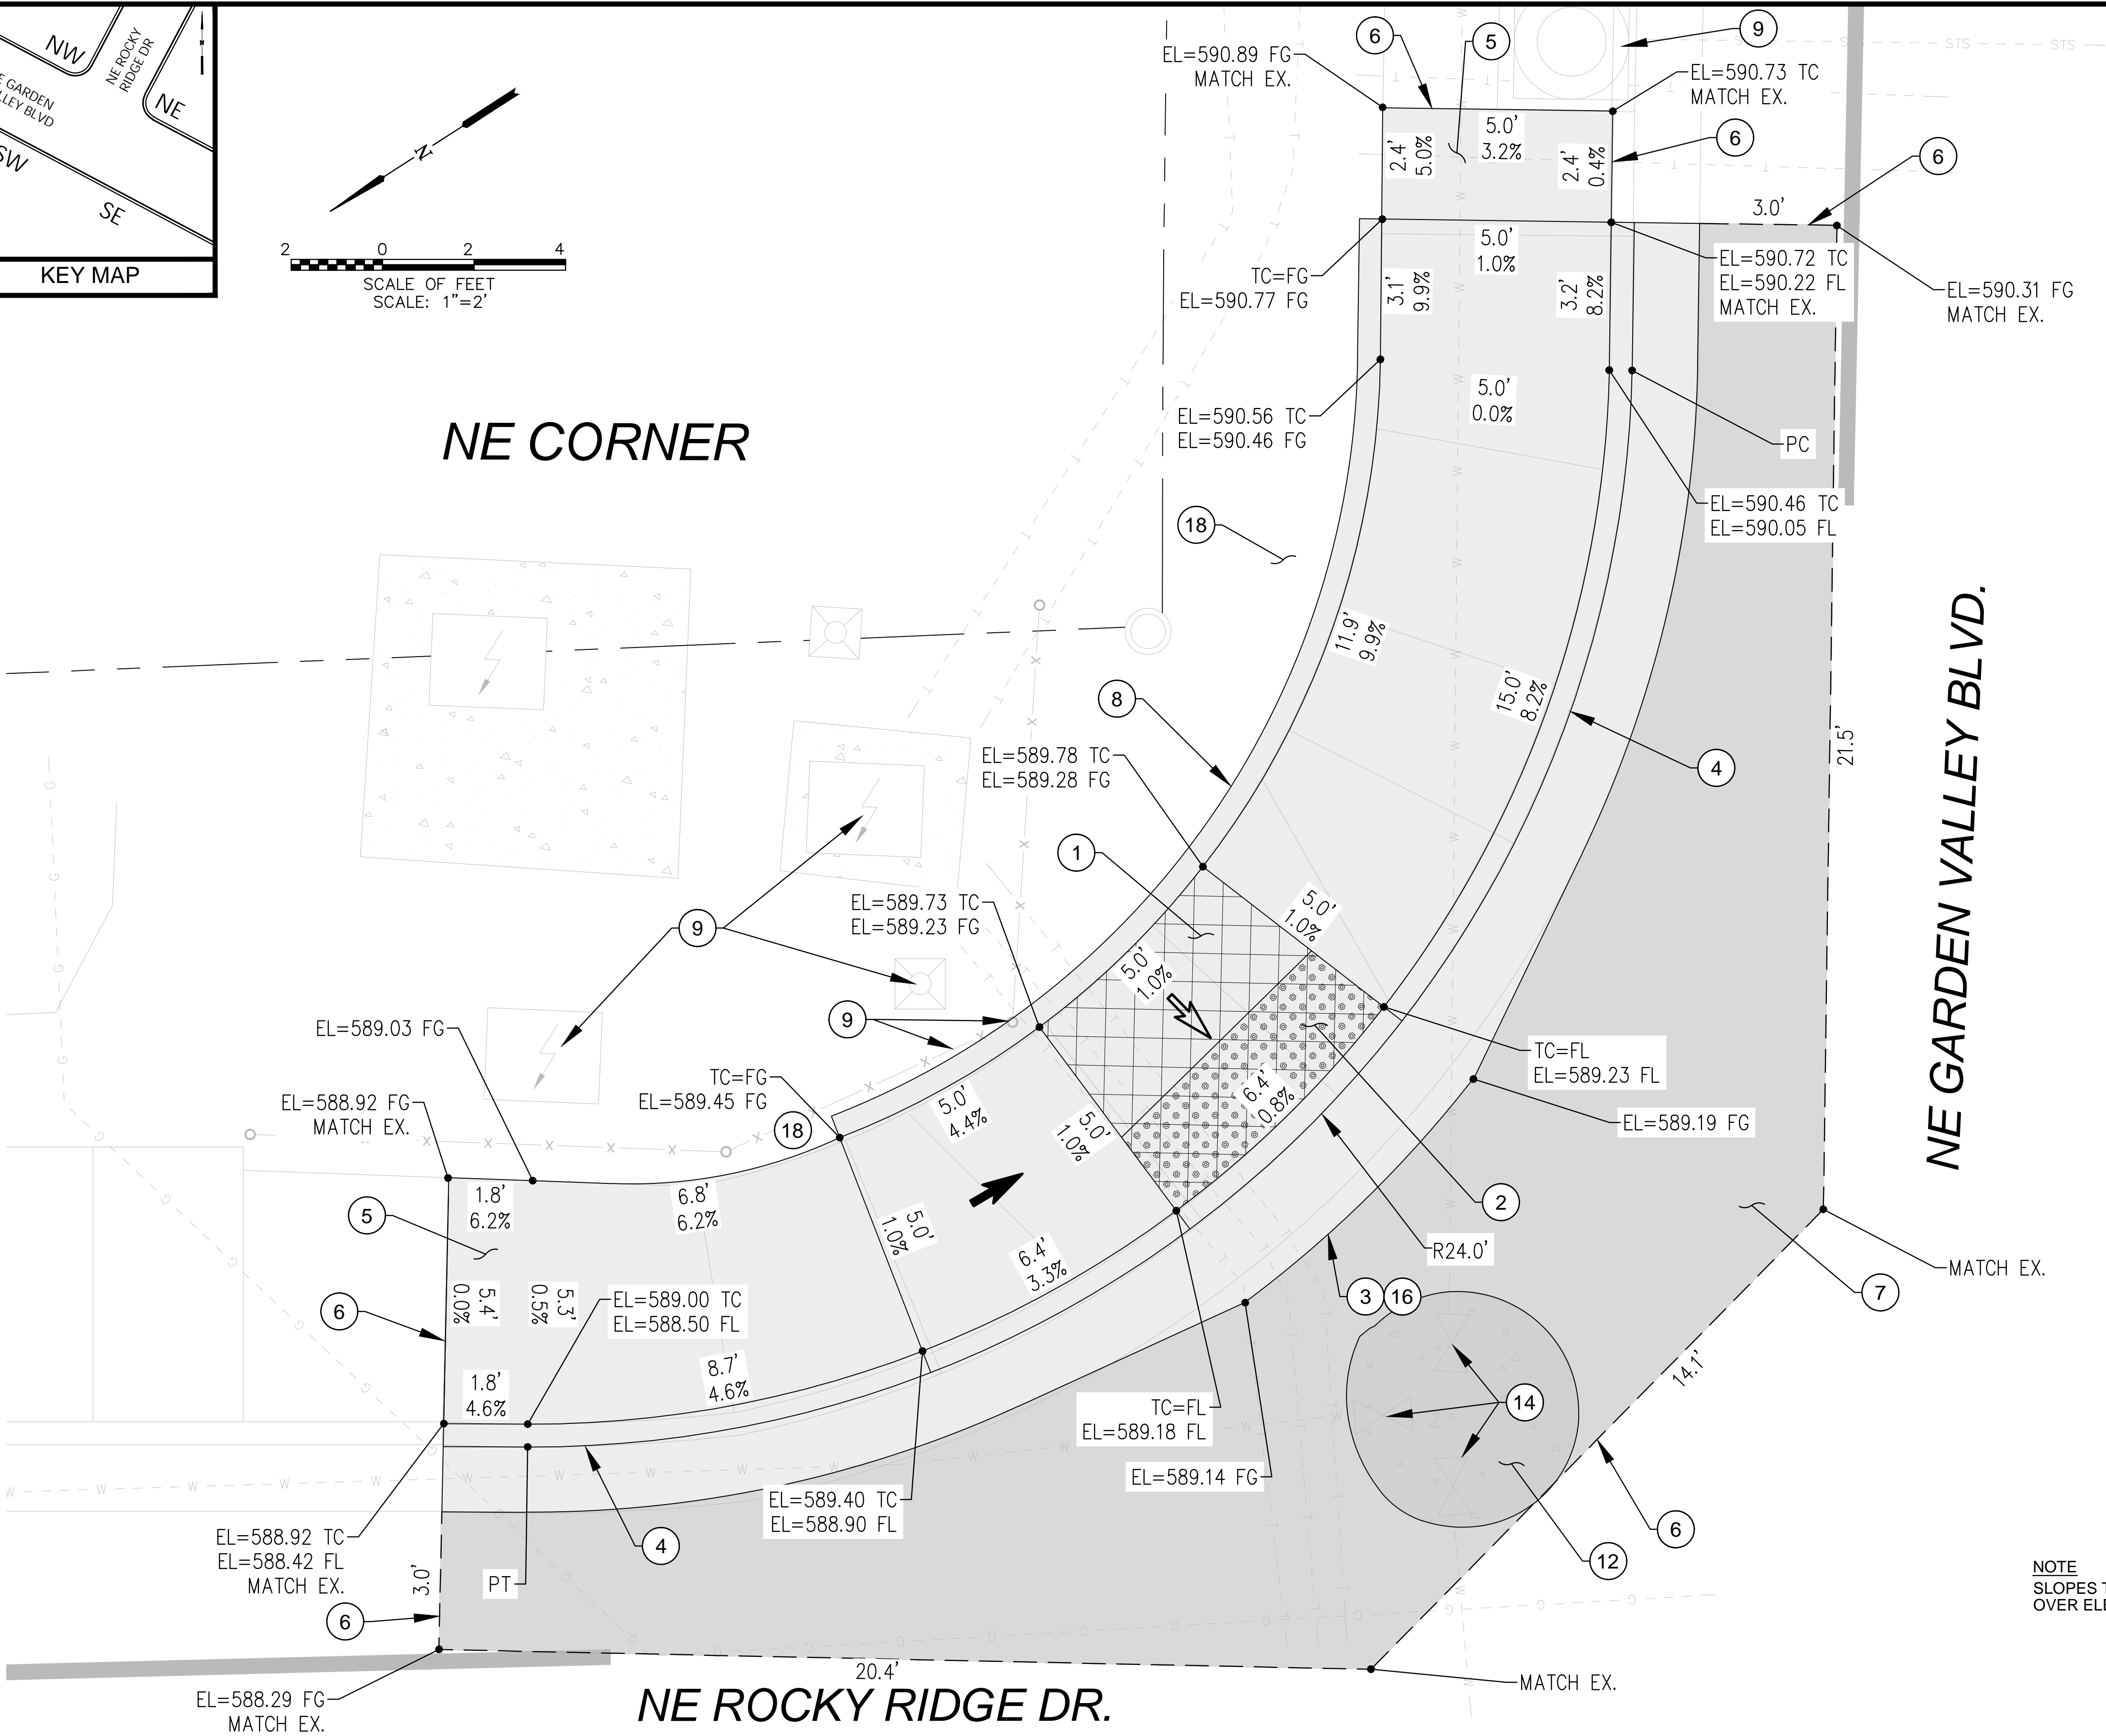 NW
NE ROCKY
RIDGE DR
NE
E GARDEN
LLEY BLVD
SW
SE
KEY MAP
N
2 0 2 4
SCALE OF FEET
SCALE: 1"=2'
NE CORNER
EL=590.89 FG
MATCH EX.
6
5
9
STS
STS
EL=590.73 TC
MATCH EX.
6
6
5.0'
3.2%
2.4'
5.0%
2.4'
0.4%
3.0'
TC=FG
EL=590.77 FG
5.0'
1.0%
3.1'
9.9%
3.2'
8.2%
EL=590.72 TC
EL=590.22 FL
MATCH EX.
EL=590.31 FG
MATCH EX.
EL=590.56 TC
EL=590.46 FG
5.0'
0.0%
PC
EL=590.46 TC
EL=590.05 FL
18
11.9'
9.9%
15.0'
8.2%
8
4
21.5'
NE GARDEN VALLEY BLVD.
EL=589.78 TC
EL=589.28 FG
1
EL=589.73 TC
EL=589.23 FG
9
9
5.0'
1.0%
5.0'
1.0%
EL=589.03 FG
TC=FG
EL=589.45 FG
18
EL=588.92 FG
MATCH EX.
5.0'
4.4%
5.0'
1.0%
6.4'
0.8%
TC=FL
EL=589.23 FL
EL=589.19 FG
2
R24.0'
MATCH EX.
7
5
1.8'
6.2%
6.8'
6.2%
5.0'
1.0%
6.4'
3.3%
6
5.4'
0.0%
5.3'
0.5%
EL=589.00 TC
EL=588.50 FL
3
16
1.8'
4.6%
8.7'
4.6%
TC=FL
EL=589.18 FL
14
14.1'
EL=589.14 FG
EL=589.40 TC
EL=588.90 FL
EL=588.92 TC
EL=588.42 FL
MATCH EX.
4
PT
3.0'
6
6
12
NOTE
SLOPES T
OVER ELE
20.4'
MATCH EX.
EL=588.29 FG
MATCH EX.
NE ROCKY RIDGE DR.